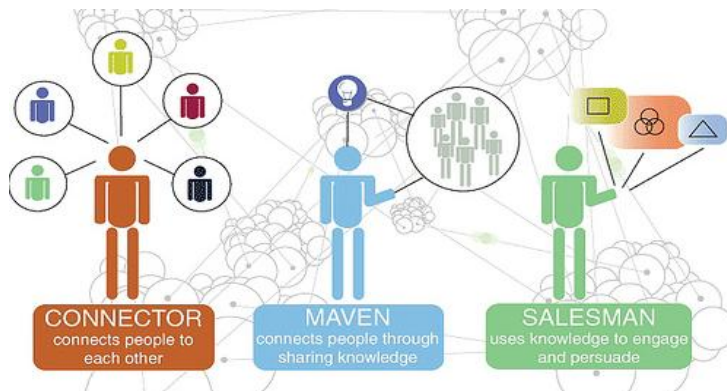 CONNECTOR
connects people to
each other
MAVEN
connects people through
sharing knowledge
SALESMAN
uses knowledge to engage
and persuade